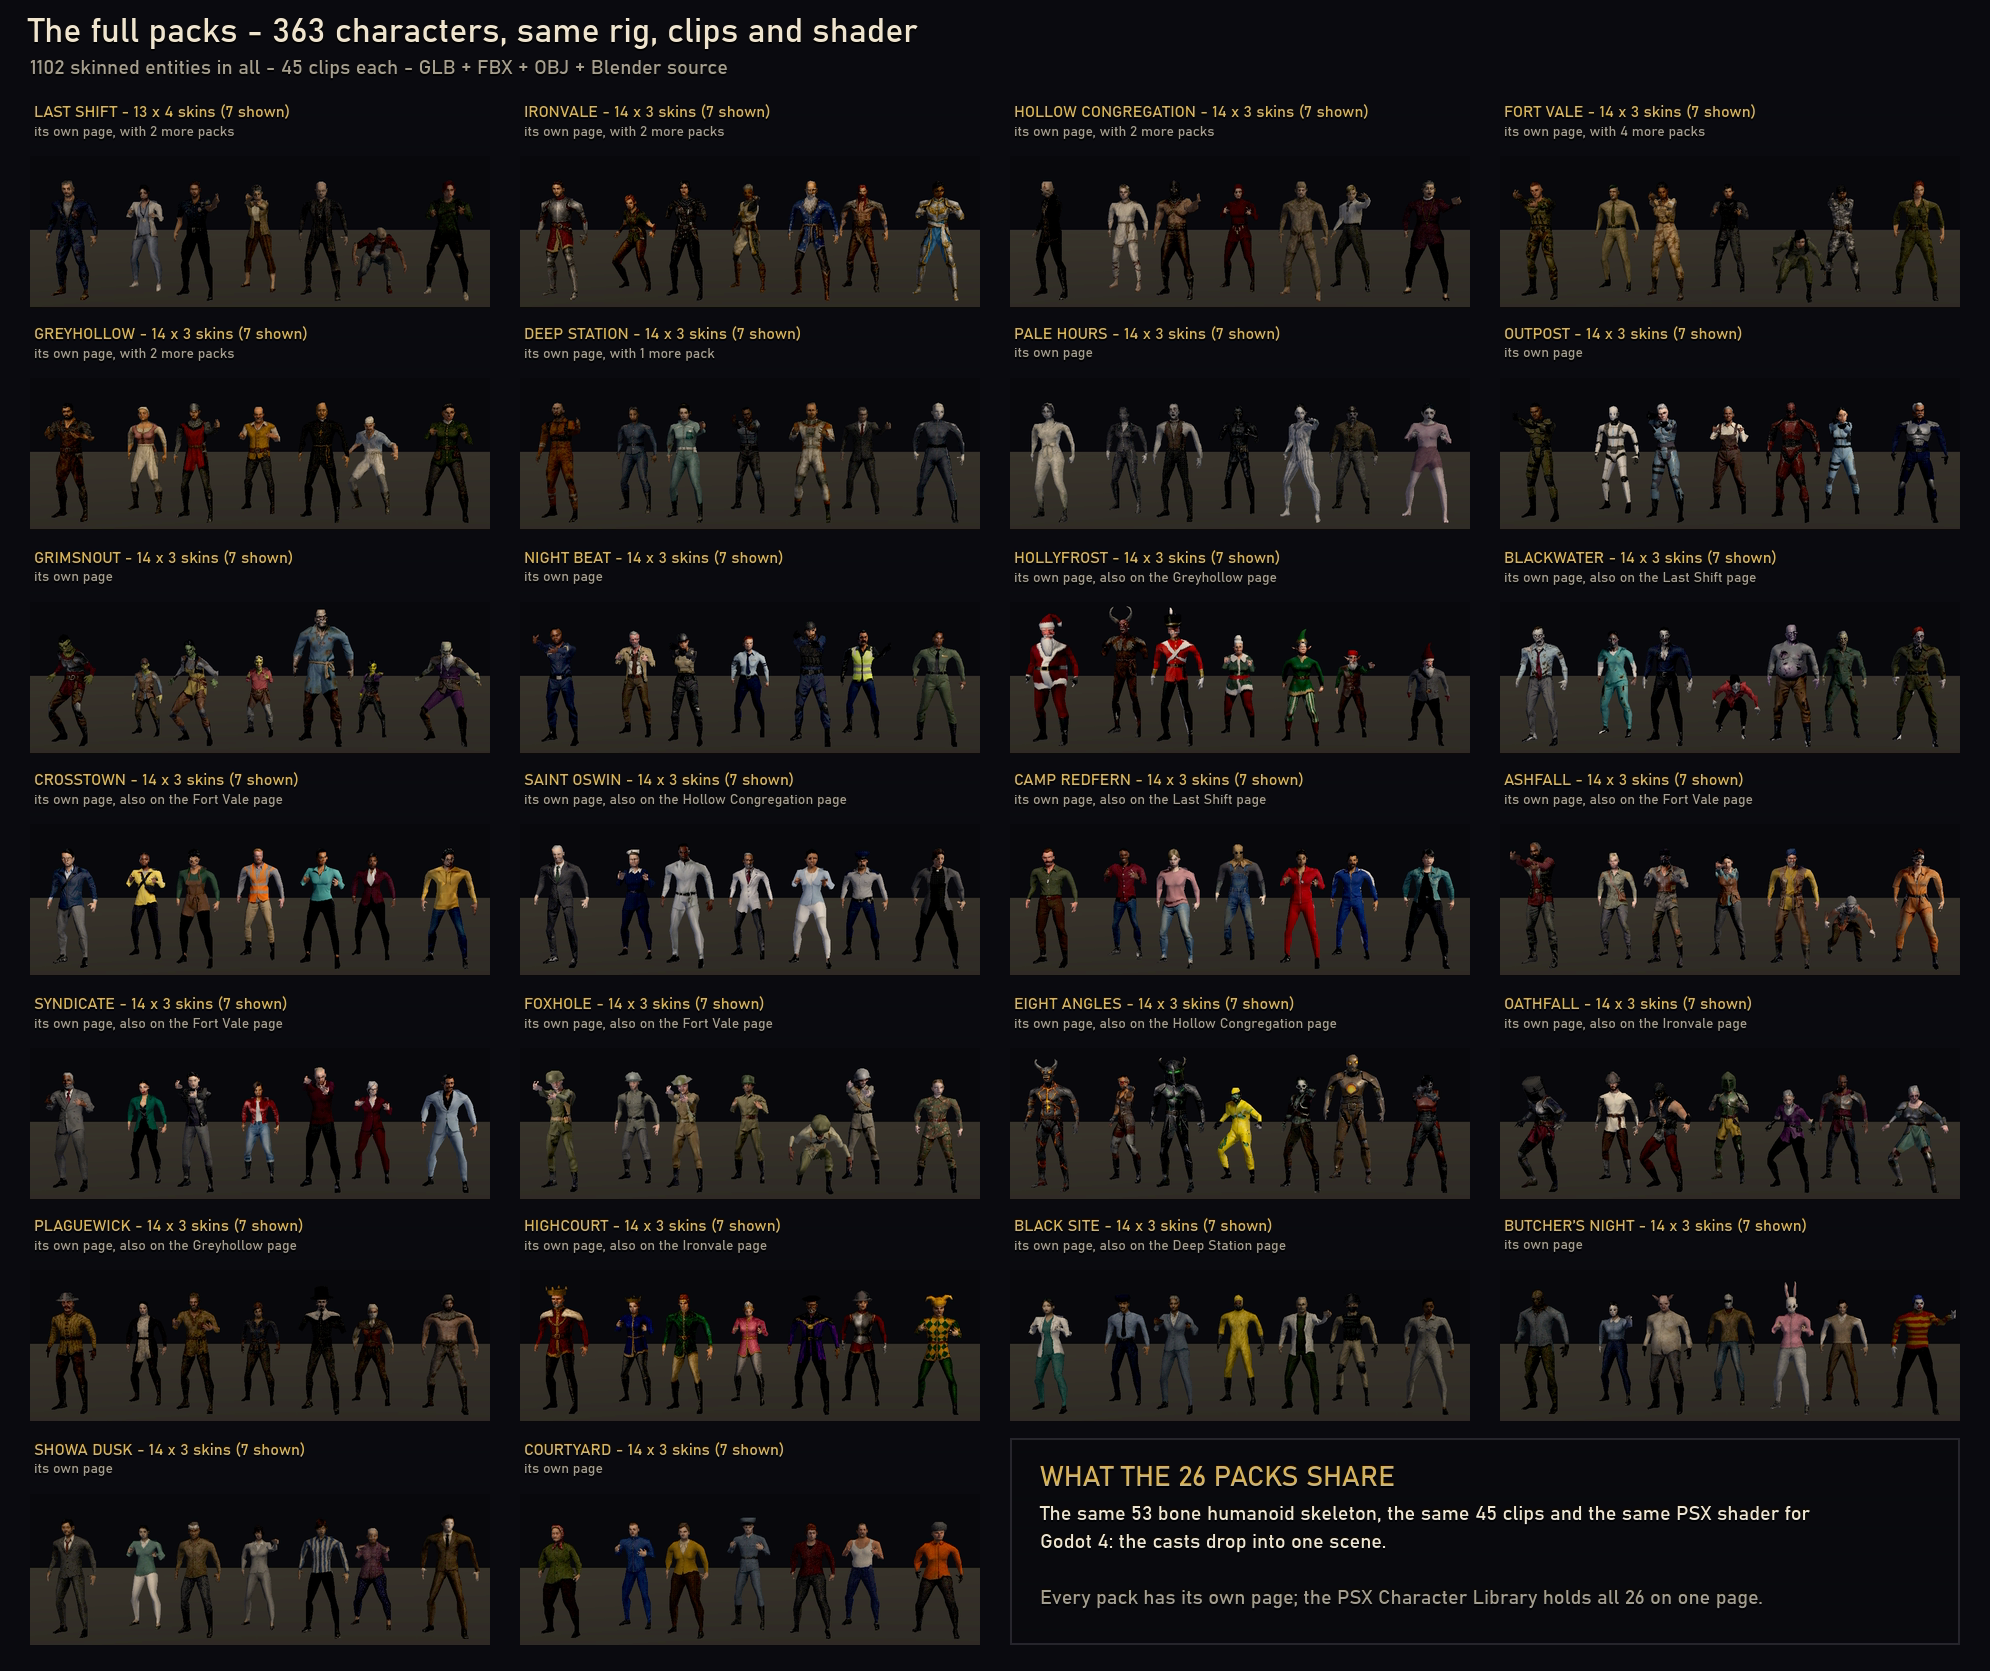 The full packs - 363 characters, same rig, clips and shader
1102 skinned entities in all - 45 clips each - GLB + FBX + OBJ + Blender source
LAST SHIFT - 13 x 4 skins (7 shown)
its own page, with 2 more packs
IRONVALE - 14 x 3 skins (7 shown)
its own page, with 2 more packs
HOLLOW CONGREGATION - 14 x 3 skins (7 shown)
its own page, with 2 more packs
FORT VALE - 14 x 3 skins (7 shown)
its own page, with 4 more packs
GREYHOLLOW - 14 x 3 skins (7 shown)
its own page, with 2 more packs
DEEP STATION - 14 x 3 skins (7 shown)
its own page, with 1 more pack
PALE HOURS - 14 x 3 skins (7 shown)
its own page
OUTPOST - 14 x 3 skins (7 shown)
its own page
GRIMSNOUT - 14 x 3 skins (7 shown)
its own page
NIGHT BEAT - 14 x 3 skins (7 shown)
its own page
HOLLYFROST - 14 x 3 skins (7 shown)
its own page, also on the Greyhollow page
BLACKWATER - 14 x 3 skins (7 shown)
its own page, also on the Last Shift page
CROSSTOWN - 14 x 3 skins (7 shown)
its own page, also on the Fort Vale page
SAINT OSWIN - 14 x 3 skins (7 shown)
its own page, also on the Hollow Congregation page
CAMP REDFERN - 14 x 3 skins (7 shown)
its own page, also on the Last Shift page
ASHFALL - 14 x 3 skins (7 shown)
its own page, also on the Fort Vale page
SYNDICATE - 14 x 3 skins (7 shown)
its own page, also on the Fort Vale page
FOXHOLE - 14 x 3 skins (7 shown)
its own page, also on the Fort Vale page
EIGHT ANGLES - 14 x 3 skins (7 shown)
its own page, also on the Hollow Congregation page
OATHFALL - 14 x 3 skins (7 shown)
its own page, also on the Ironvale page
PLAGUEWICK - 14 x 3 skins (7 shown)
its own page, also on the Greyhollow page
HIGHCOURT - 14 x 3 skins (7 shown)
its own page, also on the Ironvale page
BLACK SITE - 14 x 3 skins (7 shown)
its own page, also on the Deep Station page
BUTCHER'S NIGHT - 14 x 3 skins (7 shown)
its own page
SHOWA DUSK - 14 x 3 skins (7 shown)
its own page
COURTYARD - 14 x 3 skins (7 shown)
its own page
WHAT THE 26 PACKS SHARE
The same 53 bone humanoid skeleton, the same 45 clips and the same PSX shader for
Godot 4: the casts drop into one scene.
Every pack has its own page; the PSX Character Library holds all 26 on one page.